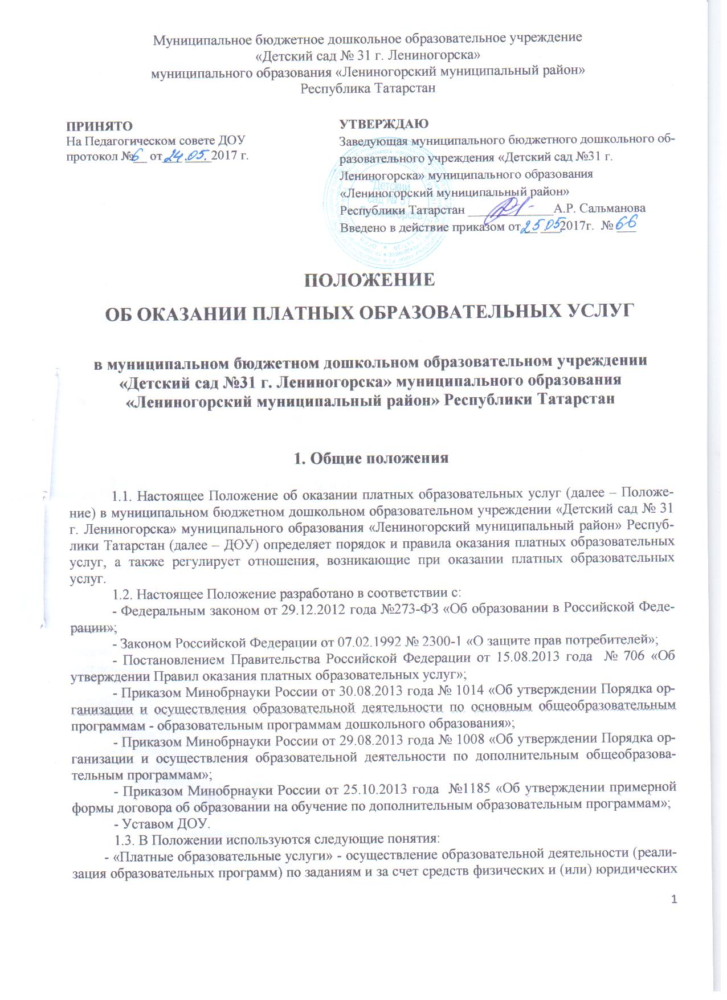 Муниципальное бюджетное дошкольное образовательное учреждение
«Детский сад № 31 г. Лениногорска»
муниципального образования «Лениногорский муниципальный район»
Республика Татарстан
ПРИНЯТО
На Педагогическом совете ДОУ
протокол № 6 от 24.05.2017 г.
УТВЕРЖДАЮ
Заведующая муниципального бюджетного дошкольного об-
разовательного учреждения «Детский сад №31 г.
Лениногорска» муниципального образования
«Лениногорский муниципальный район»
Республики Татарстан ______________А.Р. Сальманова
Введено в действие приказом от 25 05 2017г. № 66
"Детский
сад № 31
Лениногорска
ПОЛОЖЕНИЕ
ОБ ОКАЗАНИИ ПЛАТНЫХ ОБРАЗОВАТЕЛЬНЫХ УСЛУГ
в муниципальном бюджетном дошкольном образовательном учреждении
«Детский сад №31 г. Лениногорска» муниципального образования
«Лениногорский муниципальный район» Республики Татарстан
1. Общие положения
1.1. Настоящее Положение об оказании платных образовательных услуг (далее – Положе-
ние) в муниципальном бюджетном дошкольном образовательном учреждении «Детский сад № 31
г. Лениногорска» муниципального образования «Лениногорский муниципальный район» Респуб-
лики Татарстан (далее – ДОУ) определяет порядок и правила оказания платных образовательных
услуг, а также регулирует отношения, возникающие при оказании платных образовательных
услуг.
1.2. Настоящее Положение разработано в соответствии с:
- Федеральным законом от 29.12.2012 года №273-ФЗ «Об образовании в Российской Феде-
рации»;
- Законом Российской Федерации от 07.02.1992 № 2300-1 «О защите прав потребителей»;
- Постановлением Правительства Российской Федерации от 15.08.2013 года № 706 «Об
утверждении Правил оказания платных образовательных услуг»;
- Приказом Минобрнауки России от 30.08.2013 года № 1014 «Об утверждении Порядка ор-
ганизации и осуществления образовательной деятельности по основным общеобразовательным
программам - образовательным программам дошкольного образования»;
- Приказом Минобрнауки России от 29.08.2013 года № 1008 «Об утверждении Порядка ор-
ганизации и осуществления образовательной деятельности по дополнительным общеобразова-
тельным программам»;
- Приказом Минобрнауки России от 25.10.2013 года №1185 «Об утверждении примерной
формы договора об образовании на обучение по дополнительным образовательным программам»;
- Уставом ДОУ.
1.3. В Положении используются следующие понятия:
- «Платные образовательные услуги» - осуществление образовательной деятельности (реали-
зация образовательных программ) по заданиям и за счет средств физических и (или) юридических
1